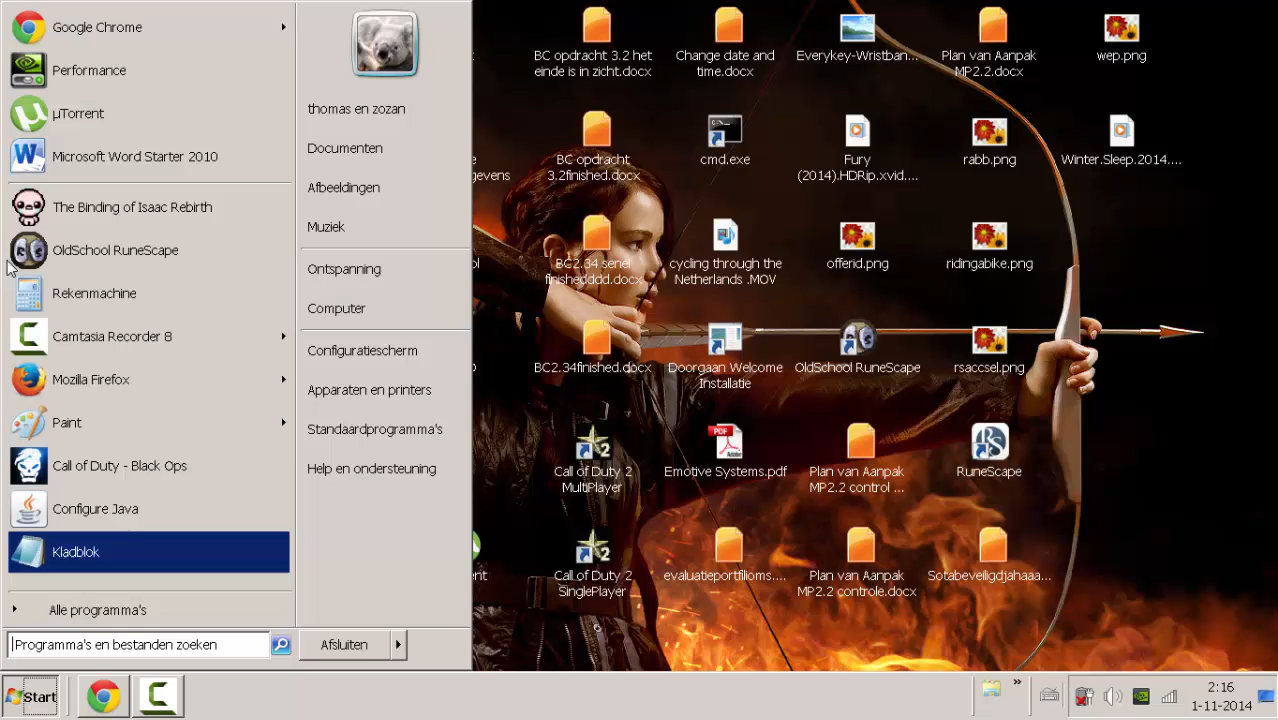 Google Chrome
Performance
µTorrent
Microsoft Word Starter 2010
The Binding of Isaac Rebirth
OldSchool RuneScape
Rekenmachine
Camtasia Recorder 8
Mozilla Firefox
Paint
Call of Duty - Black Ops
Configure Java
Kladblok
Alle programma's
Programma's en bestanden zoeken
thomas en zozan
Documenten
Afbeeldingen
Muziek
Ontspanning
Computer
Configuratiescherm
Apparaten en printers
Standaardprogramma's
Help en ondersteuning
Afsluiten
BC opdracht 3.2 het
einde is in zicht.docx
BC opdracht
3.2finished.docx
BC2.34 senel
finishedddd.docx
BC2.34finished.docx
Call of Duty 2
MultiPlayer
Call of Duty 2
SinglePlayer
Change date and
time.docx
cmd.exe
cycling through the
Netherlands .MOV
Doorgaan Welcome
Installatie
PDF
Emotive Systems.pdf
evaluatieportfilioms....
Everykey-Wristban...
Fury
(2014).HDRip.xvid....
offerid.png
OldSchool RuneScape
Plan van Aanpak
MP2.2 control ...
Plan van Aanpak
MP2.2 controle.docx
Plan van Aanpak
MP2.2.docx
rabb.png
ridingabike.png
rsaccsel.png
RuneScape
Sotabeveiligdjahaaa...
wep.png
Winter.Sleep.2014....
Start
2:16
1-11-2014